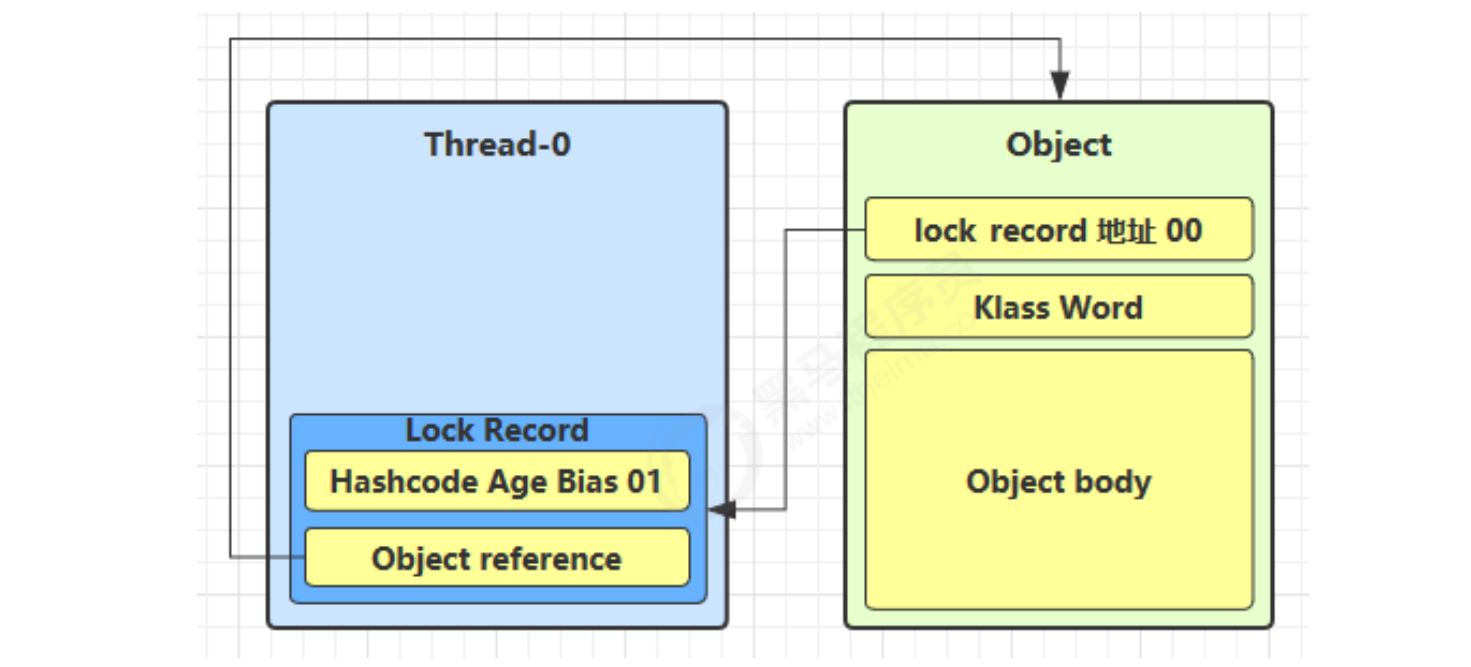 Thread-0
Object
lock record 地址 00
Klass Word
Lock Record
Hashcode Age Bias 01
Object reference
Object body
黑马程序员
www.itheima.com